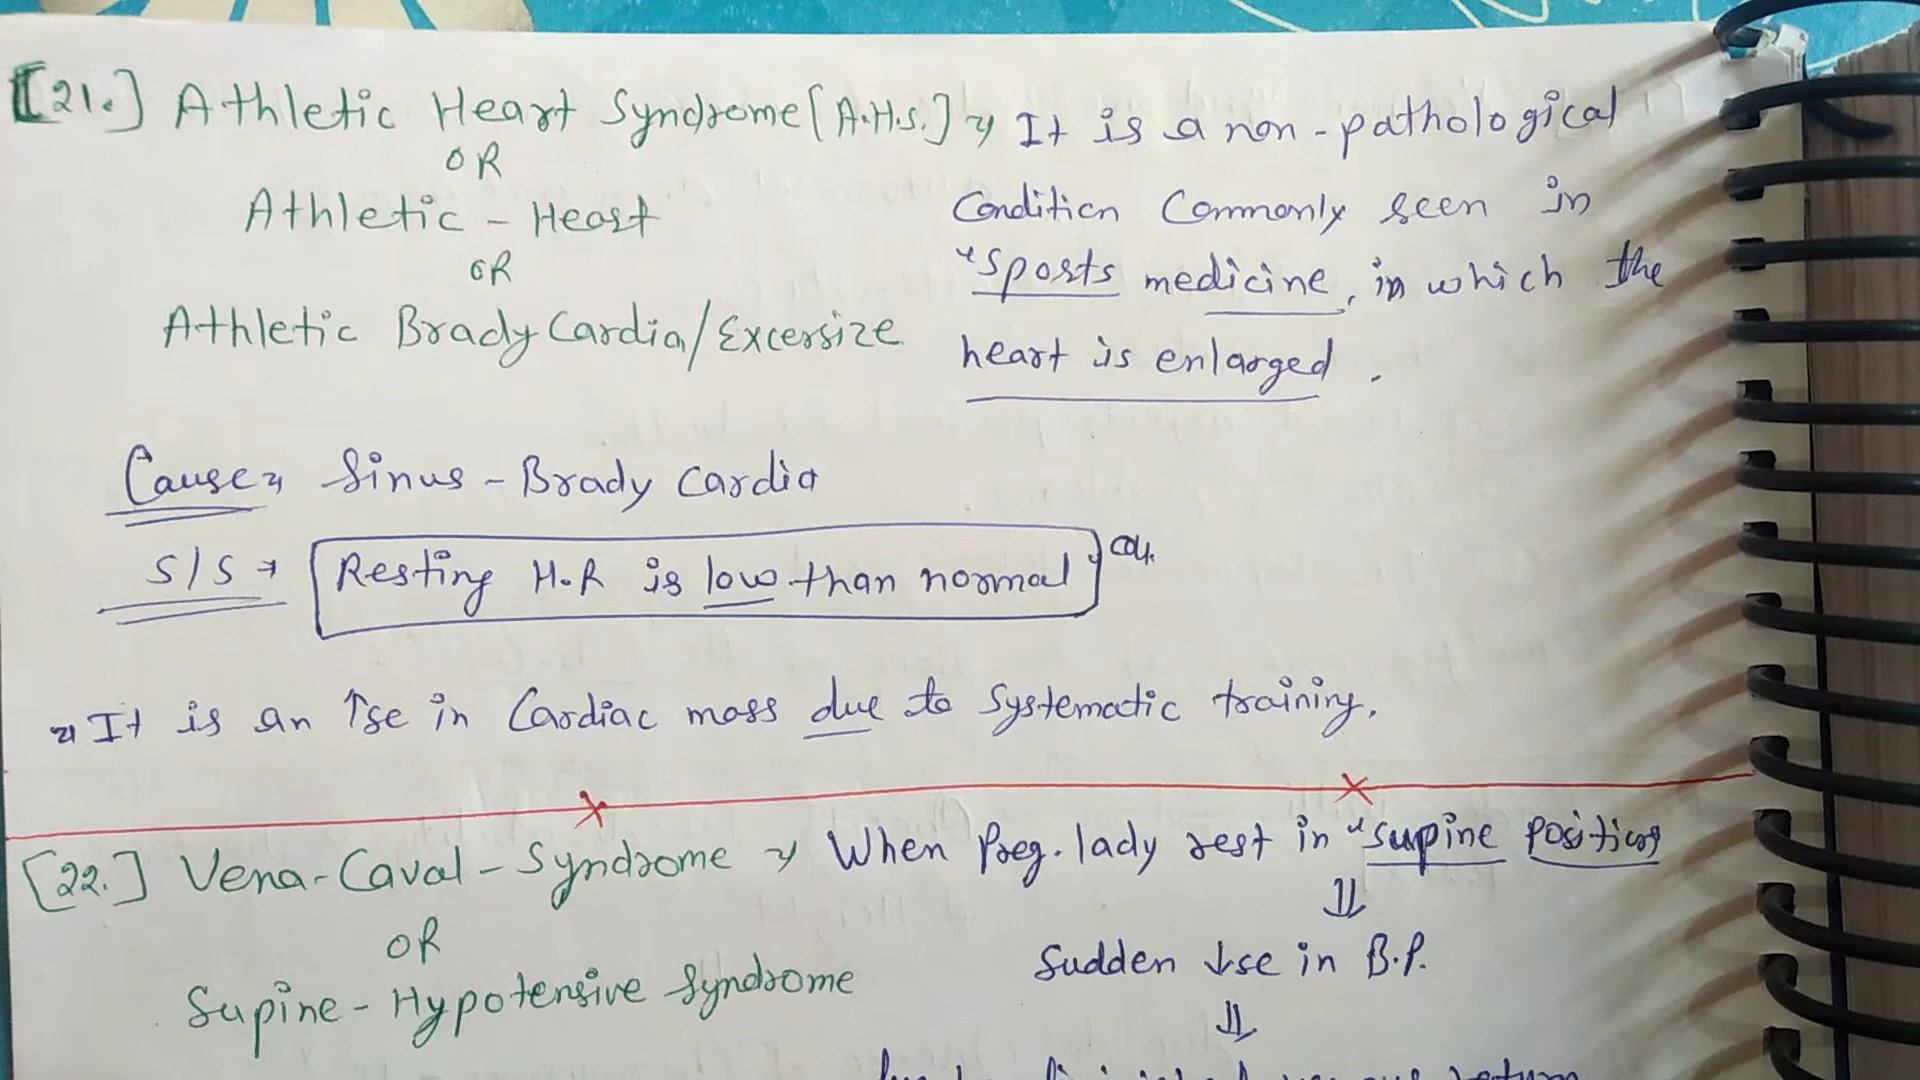 [21.] Athletic Heart Syndrome [A.H.S.] → It is a non-pathological
OR
Athletic - Heart
Condition Commonly seen in
OR
"Sports medicine, in which the
Athletic Brady Cardia/Excersize
heart is enlarged.
Cause → Sinus - Brady Cardia
S/S → Resting H.R is low than normal
→ It is an ↑se in Cardiac mass due to Systematic training.
[22.] Vena-Caval-Syndrome → When Preg. lady rest in "Supine position
OR
⇓
Sudden ↓se in B.P.
Supine-Hypotensive Syndrome
⇓